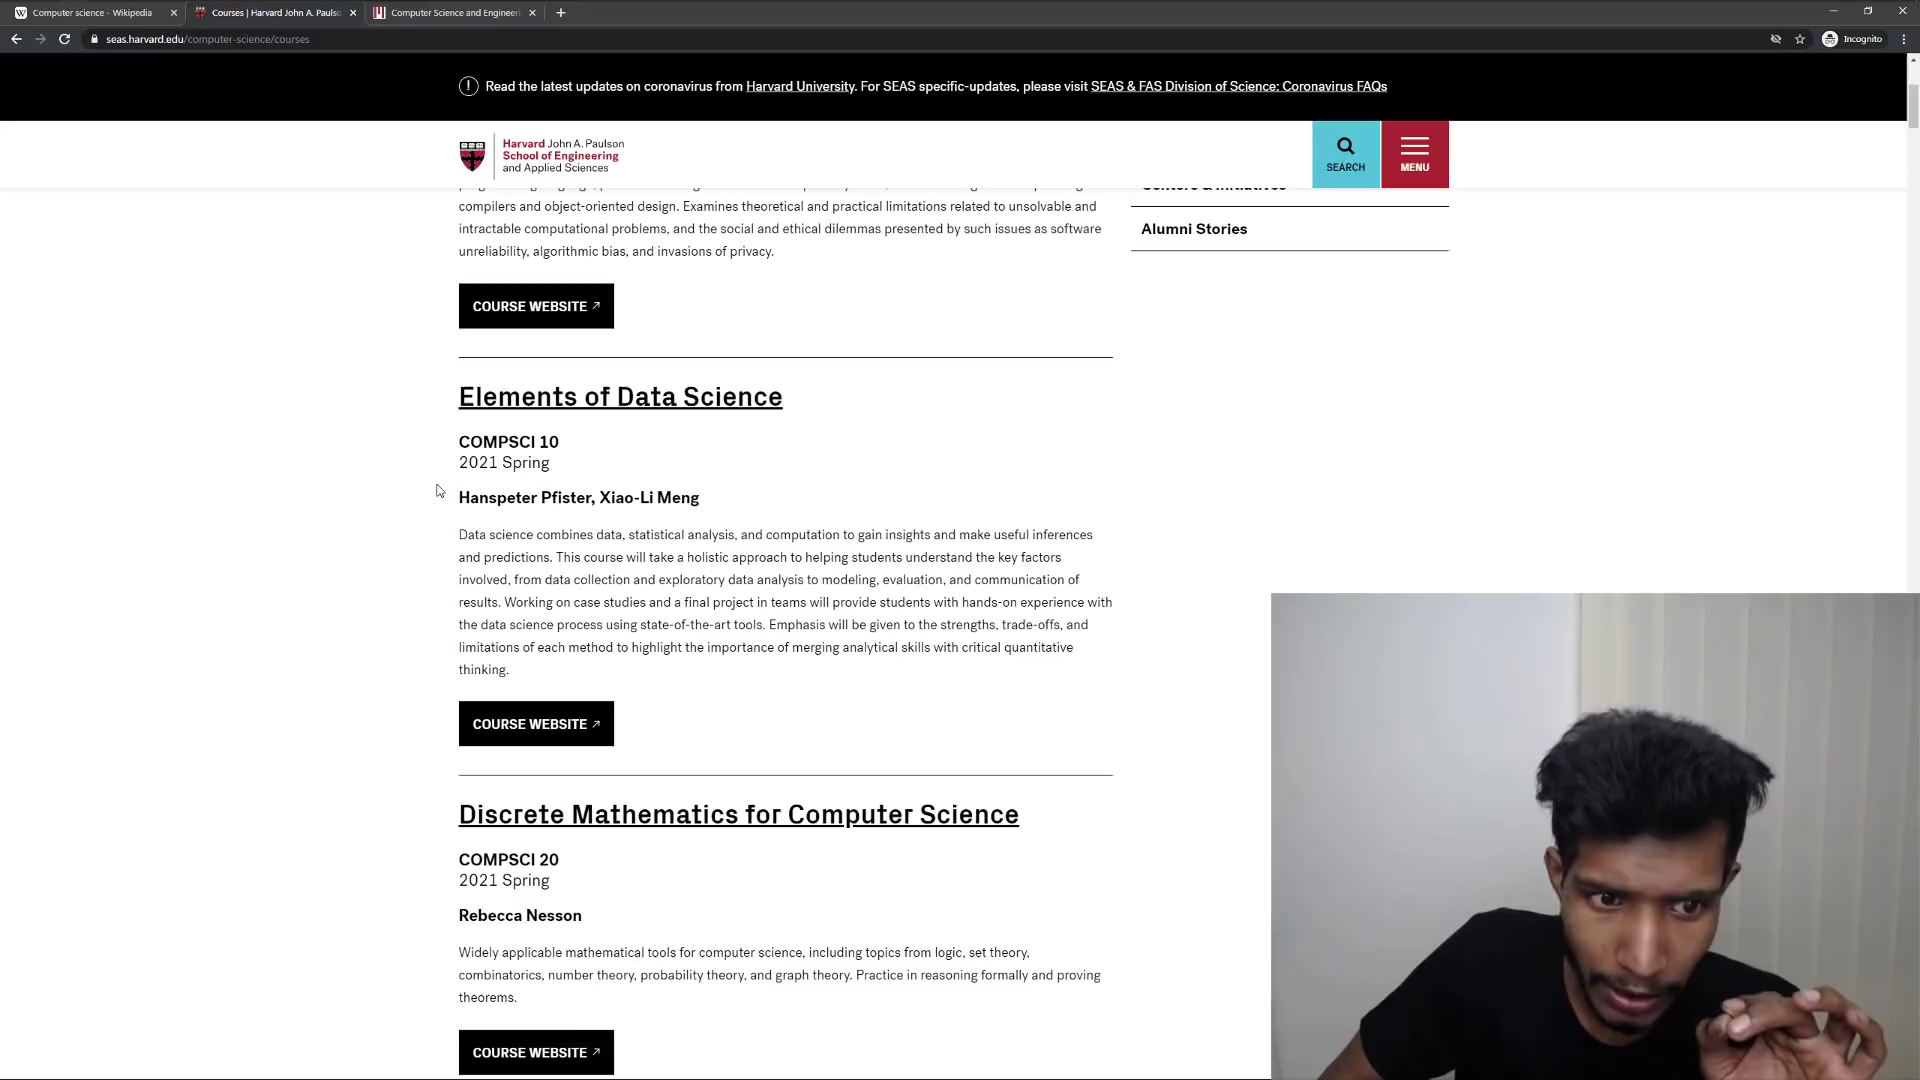 Computer science - Wikipedia
Courses | Harvard John A. Paulso
Computer Science and Engineeri
seas.harvard.edu/computer-science/courses
Incognito
Read the latest updates on coronavirus from Harvard University. For SEAS specific-updates, please visit SEAS & FAS Division of Science: Coronavirus FAQs
Harvard John A. Paulson
School of Engineering
and Applied Sciences
SEARCH
MENU
compilers and object-oriented design. Examines theoretical and practical limitations related to unsolvable and
intractable computational problems, and the social and ethical dilemmas presented by such issues as software
unreliability, algorithmic bias, and invasions of privacy.
Alumni Stories
COURSE WEBSITE
Elements of Data Science
COMPSCI 10
2021 Spring
Hanspeter Pfister, Xiao-Li Meng
Data science combines data, statistical analysis, and computation to gain insights and make useful inferences
and predictions. This course will take a holistic approach to helping students understand the key factors
involved, from data collection and exploratory data analysis to modeling, evaluation, and communication of
results. Working on case studies and a final project in teams will provide students with hands-on experience with
the data science process using state-of-the-art tools. Emphasis will be given to the strengths, trade-offs, and
limitations of each method to highlight the importance of merging analytical skills with critical quantitative
thinking.
COURSE WEBSITE
Discrete Mathematics for Computer Science
COMPSCI 20
2021 Spring
Rebecca Nesson
Widely applicable mathematical tools for computer science, including topics from logic, set theory,
combinatorics, number theory, probability theory, and graph theory. Practice in reasoning formally and proving
theorems.
COURSE WEBSITE